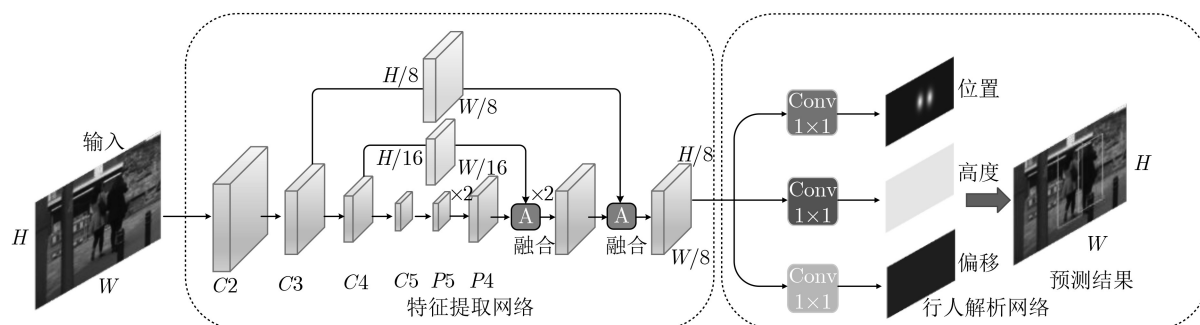 输入
H
W
C2
C3
C4
C5
P5
P4
H/8
W/8
H/16
W/16
×2
×2
A
融合
A
融合
H/8
W/8
特征提取网络
Conv
1×1
位置
Conv
1×1
高度
Conv
1×1
偏移
行人解析网络
H
W
预测结果